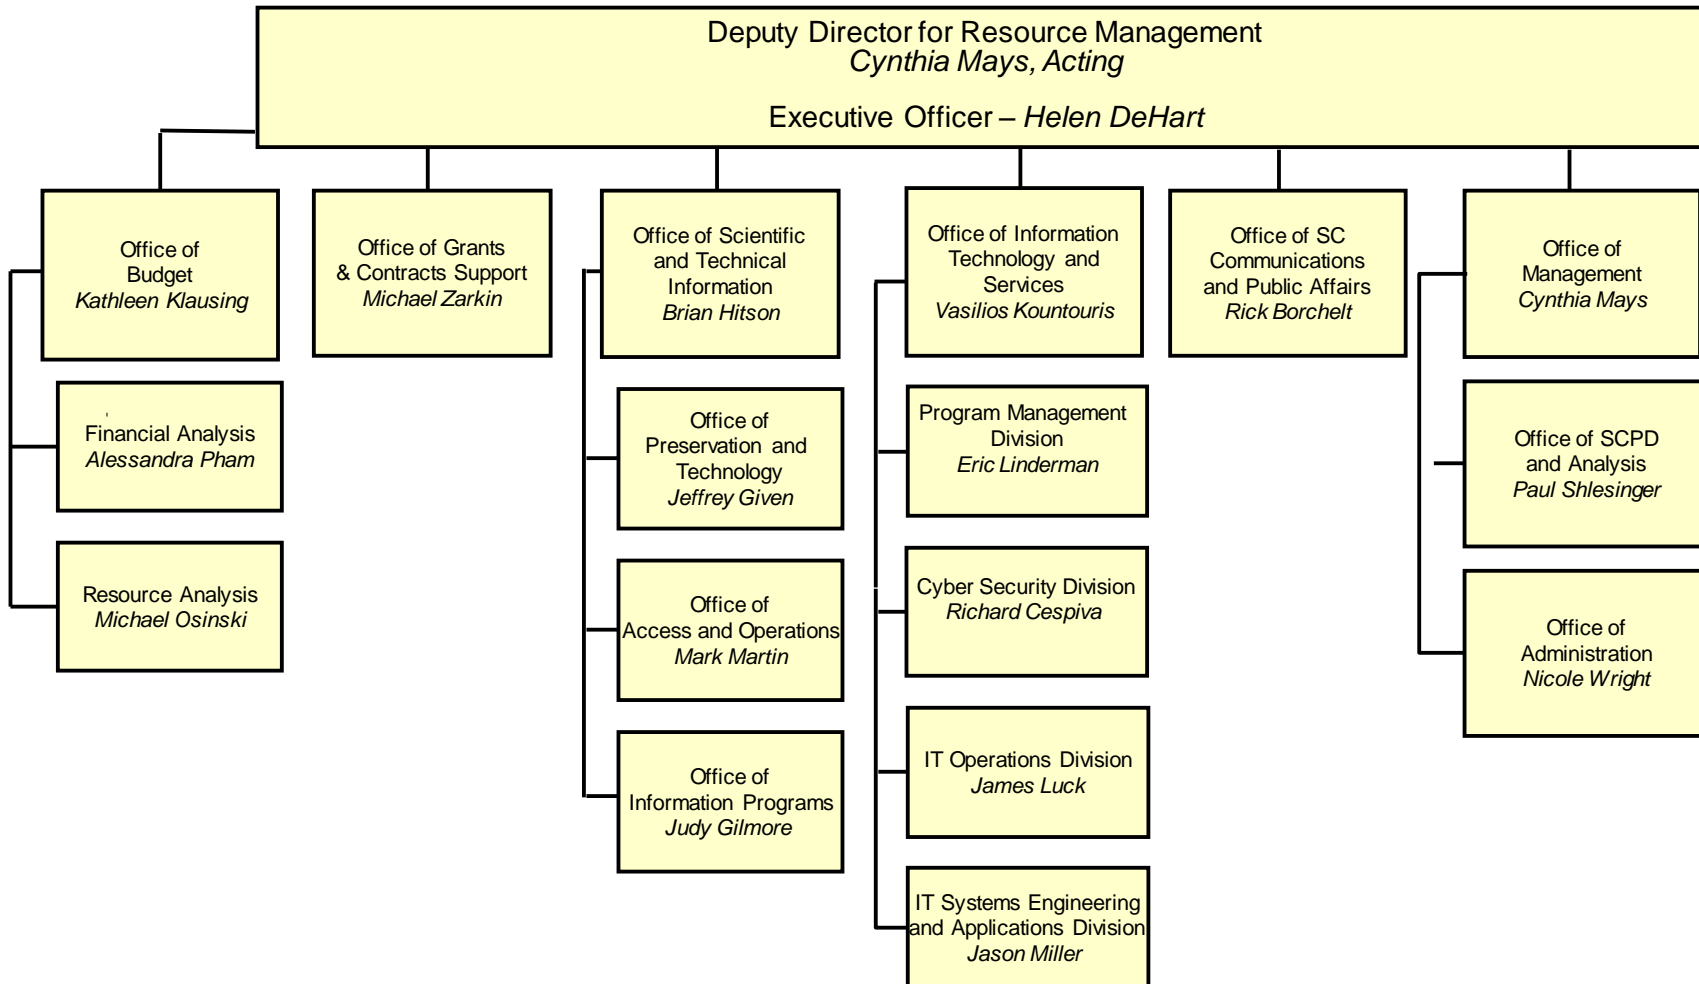 Deputy Director for Resource Management
Cynthia Mays, Acting
Executive Officer – Helen DeHart
Office of
Budget
Kathleen Klausing
Financial Analysis
Alessandra Pham
Resource Analysis
Michael Osinski
Office of Grants
& Contracts Support
Michael Zarkin
Office of Scientific
and Technical
Information
Brian Hitson
Office of
Preservation and
Technology
Jeffrey Given
Office of
Access and Operations
Mark Martin
Office of
Information Programs
Judy Gilmore
Office of Information
Technology and
Services
Vasilios Kountouris
Program Management
Division
Eric Linderman
Cyber Security Division
Richard Cespiva
IT Operations Division
James Luck
IT Systems Engineering
and Applications Division
Jason Miller
Office of SC
Communications
and Public Affairs
Rick Borchelt
Office of
Management
Cynthia Mays
Office of SCPD
and Analysis
Paul Shlesinger
Office of
Administration
Nicole Wright